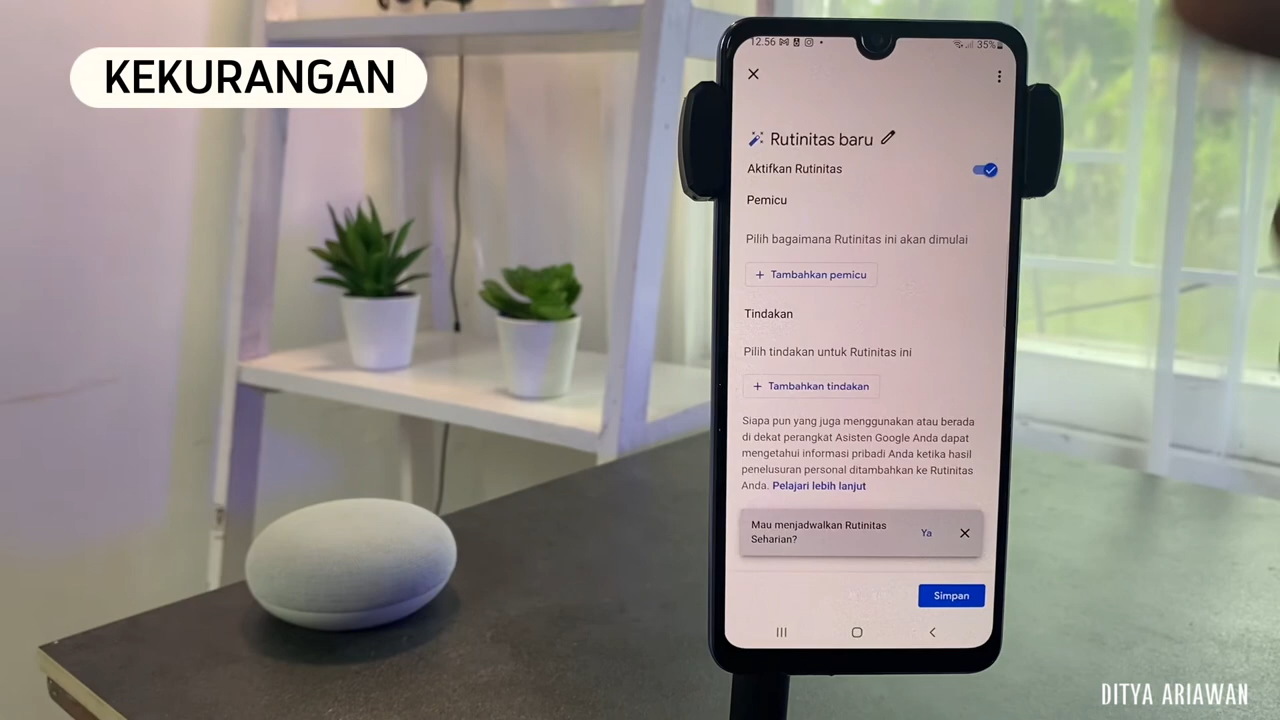 KEKURANGAN
12.56
35%
Rutinitas baru
Aktifkan Rutinitas
Pemicu
Pilih bagaimana Rutinitas ini akan dimulai
+ Tambahkan pemicu
Tindakan
Pilih tindakan untuk Rutinitas ini
+ Tambahkan tindakan
Siapa pun yang juga menggunakan atau berada
di dekat perangkat Asisten Google Anda dapat
mengetahui informasi pribadi Anda ketika hasil
penelusuran personal ditambahkan ke Rutinitas
Anda. Pelajari lebih lanjut
Mau menjadwalkan Rutinitas
Seharian?
Ya
Simpan
DITYA ARIAWAN